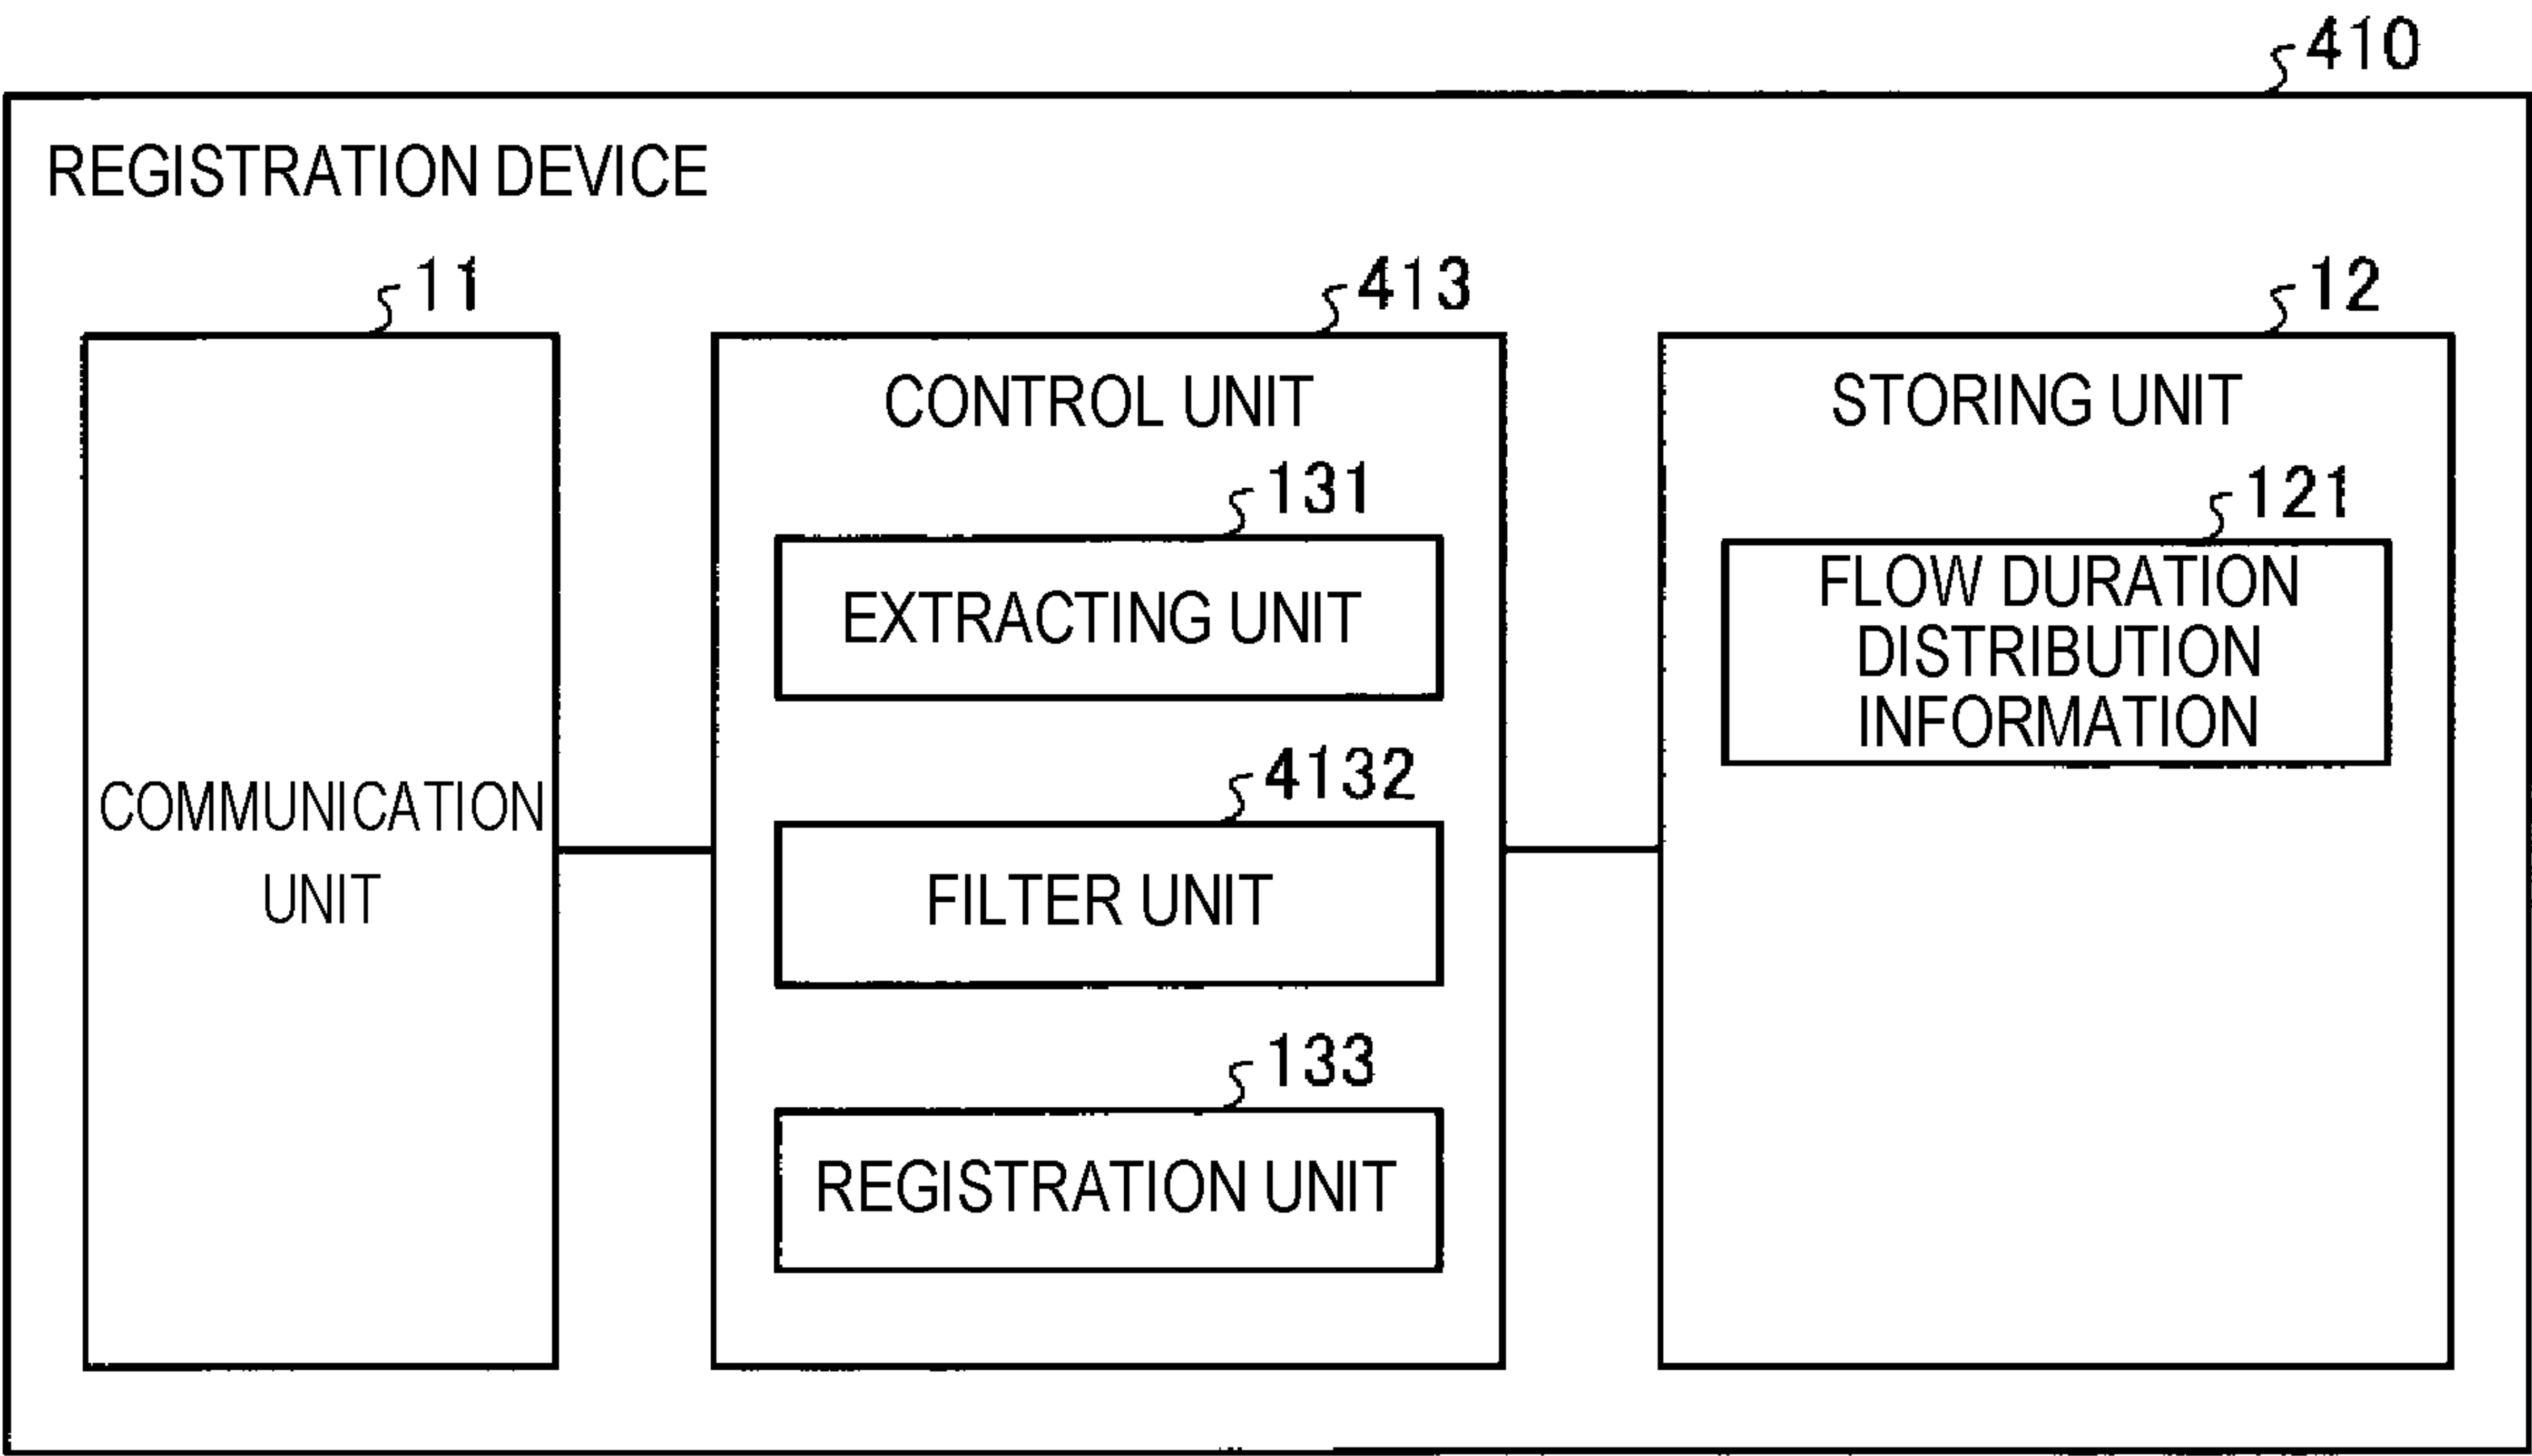 410
REGISTRATION DEVICE
11
413
12
CONTROL UNIT
STORING UNIT
131
121
EXTRACTING UNIT
FLOW DURATION
DISTRIBUTION
INFORMATION
4132
COMMUNICATION
UNIT
FILTER UNIT
133
REGISTRATION UNIT